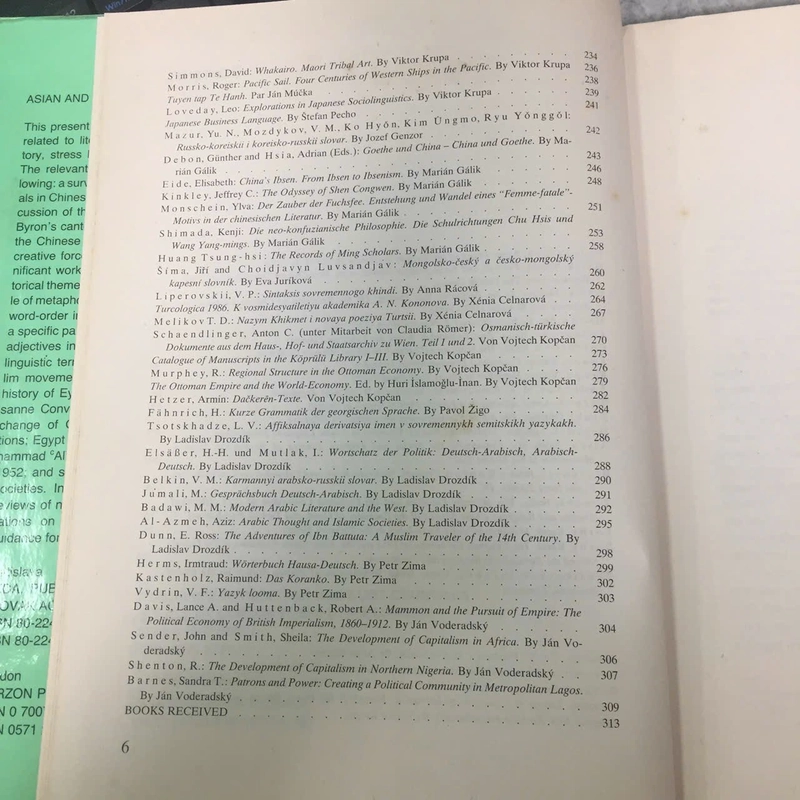 ASIAN AND
This present
related to lit
tory, stress
The relevant
lowing: a surv
als in Chines
cussion of th
Byron's cant
the Chinese
creative forc
nificant work
torical theme
le of metapho
word-order in
a specific pa
adjectives in
linguistic terr
lim movemen
history of Eg
sanne Conv
change of C
tions; Egypt
hammad ᶜAl
1952; and s
ocieties. In
eviews of n
ations on
uidance for
VEDA, PUB
SBN 80-224
BN 80-224
RZON P
N 0 7007
N 0571
Simmons, David: Whakairo. Maori Tribal Art. By Viktor Krupa . . . . . . . . . 234
Morris, Roger: Pacific Sail. Four Centuries of Western Ships in the Pacific. By Viktor Krupa 236
Tuyen tap Te Hanh. Par Ján Múčka . . . . . . . . . 238
Loveday, Leo: Explorations in Japanese Sociolinguistics. By Viktor Krupa . . . . . 239
Japanese Business Language. By Štefan Pecho . . . . . . . . 241
Mazur, Yu. N., Mozdykov, V. M., Ko Hyŏn, Kim Ŭngmo, Ryu Yŏnggŏl:
Russko-koreiskii i koreisko-russkii slovar. By Jozef Genzor . . . . . . . . 242
Debon, Günther and Hsia, Adrian (Eds.): Goethe und China – China und Goethe. By Ma-
rián Gálik . . . . . . . . . . 243
Eide, Elisabeth: China's Ibsen. From Ibsen to Ibsenism. By Marián Gálik . . . . . 246
Kinkley, Jeffrey C.: The Odyssey of Shen Congwen. By Marián Gálik . . . . . . 248
Monschein, Ylva: Der Zauber der Fuchsfee. Entstehung und Wandel eines "Femme-fatale"-
Motivs in der chinesischen Literatur. By Marián Gálik . . . . . . . . 251
Shimada, Kenji: Die neo-konfuzianische Philosophie. Die Schulrichtungen Chu Hsis und
Wang Yang-mings. By Marián Gálik . . . . . . . . . 253
Huang Tsung-hsi: The Records of Ming Scholars. By Marián Gálik . . . . . . 258
Šíma, Jiří and Choidjavyn Luvsandjav: Mongolsko-český a česko-mongolský
kapesní slovník. By Eva Juríková . . . . . . . . . 260
Liperovskii, V. P.: Sintaksis sovremennogo khindi. By Anna Rácová . . . . . . 262
Turcologica 1986. K vosmidesyatiletiyu akademika A. N. Kononova. By Xénia Celnarová . 264
Melikov T. D.: Nazym Khikmet i novaya poeziya Turtsii. By Xénia Celnarová . . . . 267
Schaendlinger, Anton C. (unter Mitarbeit von Claudia Römer): Osmanisch-türkische
Dokumente aus dem Haus-, Hof- und Staatsarchiv zu Wien. Teil 1 und 2. Von Vojtech Kopčan 270
Catalogue of Manuscripts in the Köprülü Library I–III. By Vojtech Kopčan . . . . . 273
Murphey, R.: Regional Structure in the Ottoman Economy. By Vojtech Kopčan . . . . 276
The Ottoman Empire and the World-Economy. Ed. by Huri İslamoğlu-İnan. By Vojtech Kopčan 279
Hetzer, Armin: Dačkerēn-Texte. Von Vojtech Kopčan . . . . . . . . 282
Fähnrich, H.: Kurze Grammatik der georgischen Sprache. By Pavol Žigo . . . . . 284
Tsotskhadze, L. V.: Affiksalnaya derivatsiya imen v sovremennykh semitskikh yazykakh.
By Ladislav Drozdík . . . . . . . . . . 286
Elsäßer, H.-H. und Mutlak, I.: Wortschatz der Politik: Deutsch-Arabisch, Arabisch-
Deutsch. By Ladislav Drozdík . . . . . . . . . 288
Belkin, V. M.: Karmannyi arabsko-russkii slovar. By Ladislav Drozdík . . . . . . 290
Jumaili, M.: Gesprächsbuch Deutsch-Arabisch. By Ladislav Drozdík . . . . . . 291
Badawi, M. M.: Modern Arabic Literature and the West. By Ladislav Drozdík . . . . 292
Al-Azmeh, Aziz: Arabic Thought and Islamic Societies. By Ladislav Drozdík . . . . 295
Dunn, E. Ross: The Adventures of Ibn Battuta: A Muslim Traveler of the 14th Century. By
Ladislav Drozdík . . . . . . . . . . 298
Herms, Irmtraud: Wörterbuch Hausa-Deutsch. By Petr Zima . . . . . . . 299
Kastenholz, Raimund: Das Koranko. By Petr Zima . . . . . . . . 302
Vydrin, V. F.: Yazyk looma. By Petr Zima . . . . . . . . . 303
Davis, Lance A. and Huttenback, Robert A.: Mammon and the Pursuit of Empire: The
Political Economy of British Imperialism, 1860–1912. By Ján Voderadský . . . . . 304
Sender, John and Smith, Sheila: The Development of Capitalism in Africa. By Ján Vo-
deradský . . . . . . . . . . 306
Shenton, R.: The Development of Capitalism in Northern Nigeria. By Ján Voderadský . . 307
Barnes, Sandra T.: Patrons and Power: Creating a Political Community in Metropolitan Lagos.
By Ján Voderadský . . . . . . . . . . 309
BOOKS RECEIVED . . . . . . . . . . 313
6